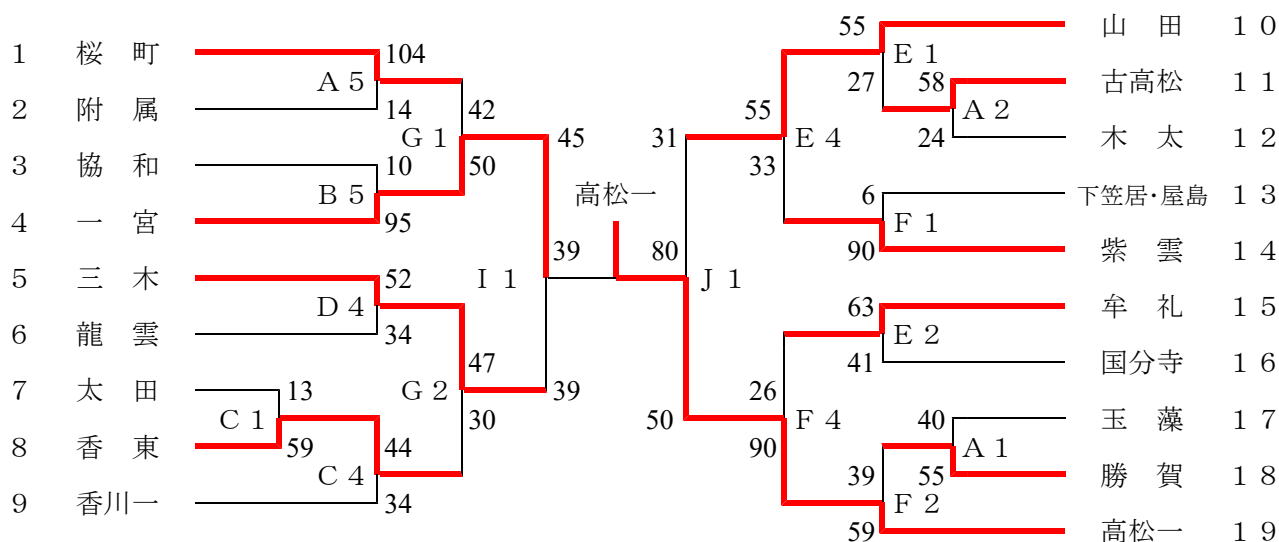 1 桜 町
2 附 属
3 協 和
4 一 宮
5 三 木
6 龍 雲
7 太 田
8 香 東
9 香川一
104
A 5
14
10
B 5
95
52
D 4
34
13
C 1
59
44
C 4
34
42
G 1
50
47
G 2
30
45
I 1
39
39
高松一
80
31
J 1
50
55
E 4
33
26
F 4
90
55
E 1
27
58
A 2
24
6
F 1
90
63
E 2
41
40
A 1
55
39
F 2
59
山 田 10
古高松 11
木 太 12
下笠居・屋島 13
紫 雲 14
牟 礼 15
国分寺 16
玉 藻 17
勝 賀 18
高松一 19